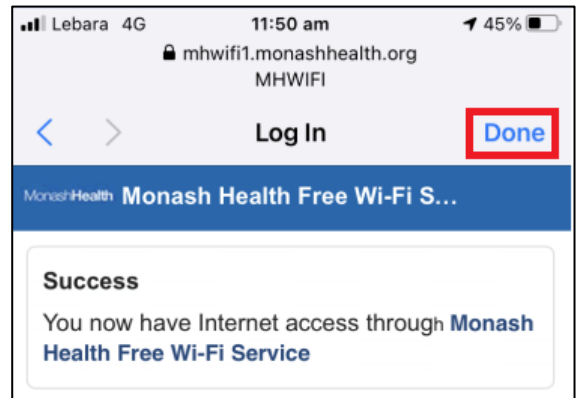 Lebara 4G 11:50 am 45%
mhwifi1.monashhealth.org
MHWIFI
Log In Done
MonashHealth Monash Health Free Wi-Fi S...
Success
You now have Internet access through Monash
Health Free Wi-Fi Service